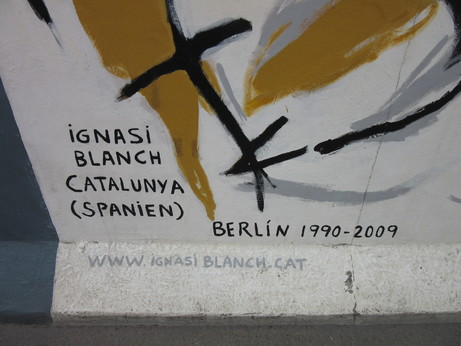 iGNASi
BLANCH
CATALUNYA
(SPANIEN)
BERLÍN 1990-2009
WWW.iGNASiBLANCH.CAT